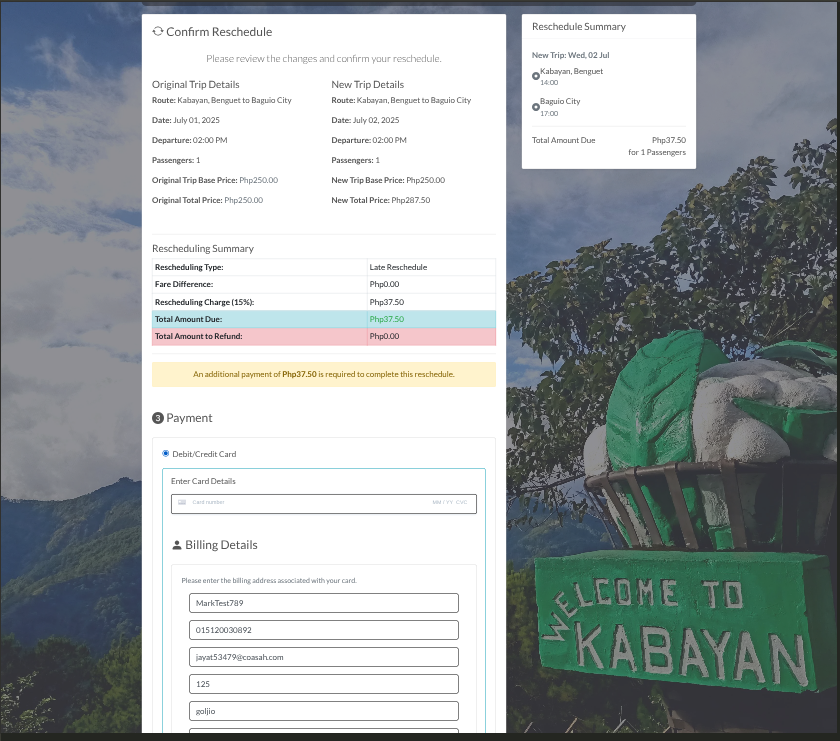 Confirm Reschedule
Please review the changes and confirm your reschedule.
Original Trip Details
Route: Kabayan, Benguet to Baguio City
Date: July 01, 2025
Departure: 02:00 PM
Passengers: 1
Original Trip Base Price: Php250.00
Original Total Price: Php250.00
New Trip Details
Route: Kabayan, Benguet to Baguio City
Date: July 02, 2025
Departure: 02:00 PM
Passengers: 1
New Trip Base Price: Php250.00
New Total Price: Php287.50
Rescheduling Summary
Rescheduling Type: Late Reschedule
Fare Difference: Php0.00
Rescheduling Charge (15%): Php37.50
Total Amount Due: Php37.50
Total Amount to Refund: Php0.00
An additional payment of Php37.50 is required to complete this reschedule.
3 Payment
Debit/Credit Card
Enter Card Details
Card number MM / YY CVC
Billing Details
Please enter the billing address associated with your card.
MarkTest789
015120030892
jayat53479@coasah.com
125
goljio
Reschedule Summary
New Trip: Wed, 02 Jul
Kabayan, Benguet
14:00
Baguio City
17:00
Total Amount Due Php37.50
for 1 Passengers
WELCOME TO
KABAYAN